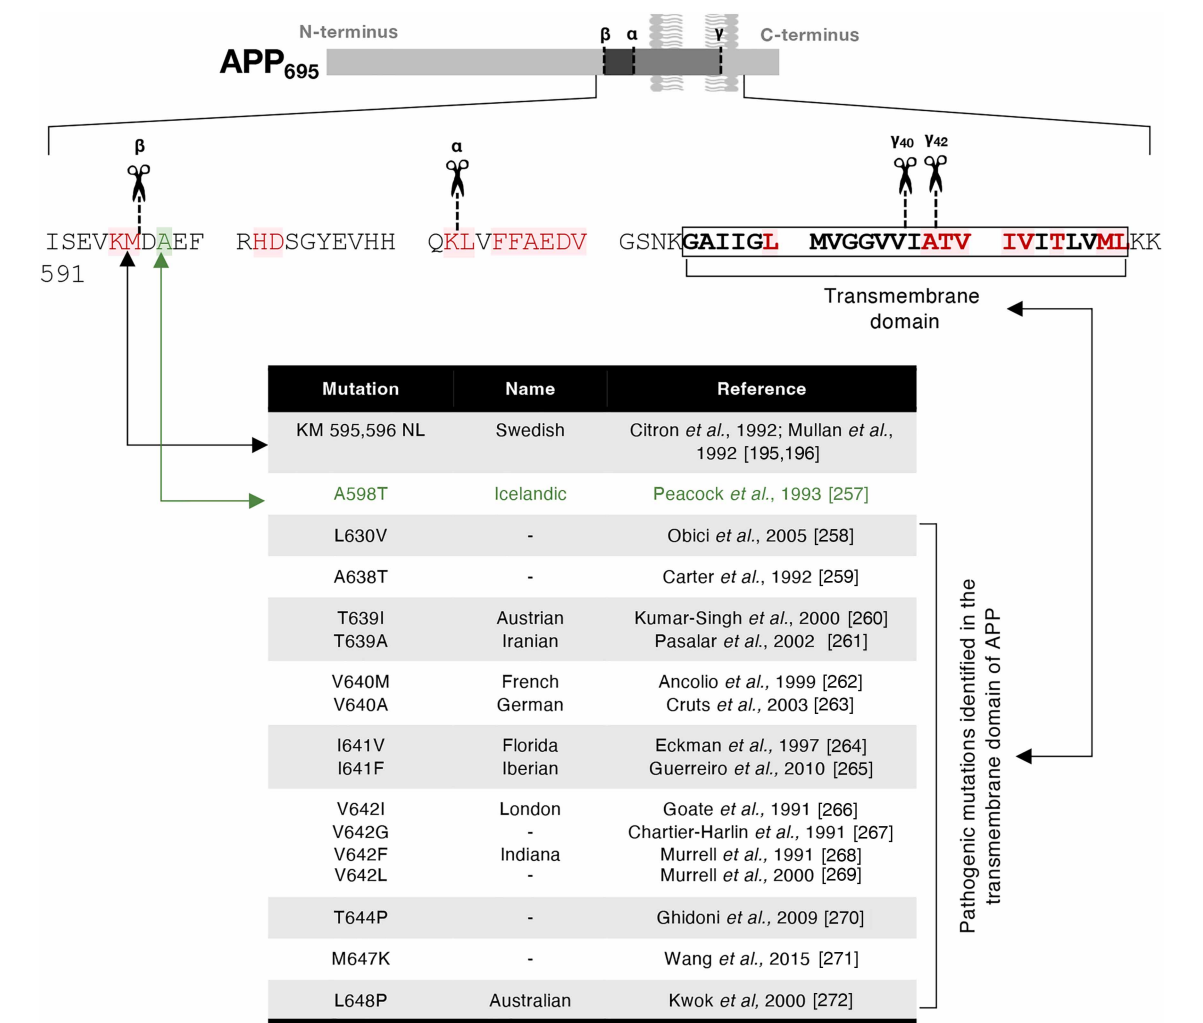 N-terminus β α γ C-terminus
APP695
β α γ40 γ42
ISEVKMDAEF RHDSGYEVHH QKLVFFAEDV GSNKGAIIGL MVGGVVIATV IVITLVMLKK
591
Transmembrane
domain
Mutation Name Reference
KM 595,596 NL Swedish Citron et al., 1992; Mullan et al.,
1992 [195,196]
A598T Icelandic Peacock et al., 1993 [257]
L630V - Obici et al., 2005 [258]
A638T - Carter et al., 1992 [259]
T639I Austrian Kumar-Singh et al., 2000 [260]
T639A Iranian Pasalar et al., 2002 [261]
V640M French Ancolio et al., 1999 [262]
V640A German Cruts et al., 2003 [263]
I641V Florida Eckman et al., 1997 [264]
I641F Iberian Guerreiro et al., 2010 [265]
V642I London Goate et al., 1991 [266]
V642G - Chartier-Harlin et al., 1991 [267]
V642F Indiana Murrell et al., 1991 [268]
V642L - Murrell et al., 2000 [269]
T644P - Ghidoni et al., 2009 [270]
M647K - Wang et al., 2015 [271]
L648P Australian Kwok et al, 2000 [272]
Pathogenic mutations identified in the
transmembrane domain of APP